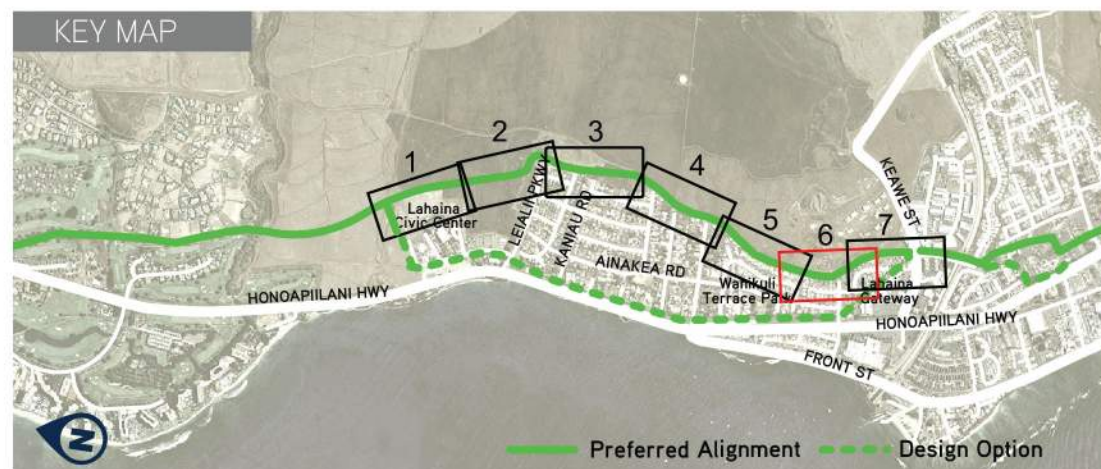 KEY MAP
1
2
3
4
5
6
7
Lahaina
Civic Center
LEIALII PKWY
KANIAU RD
AINAKEA RD
Wahikuli
Terrace Park
Lahaina
Gateway
KEAWE ST
HONOAPIILANI HWY
HONOAPIILANI HWY
FRONT ST
N
Preferred Alignment
Design Option